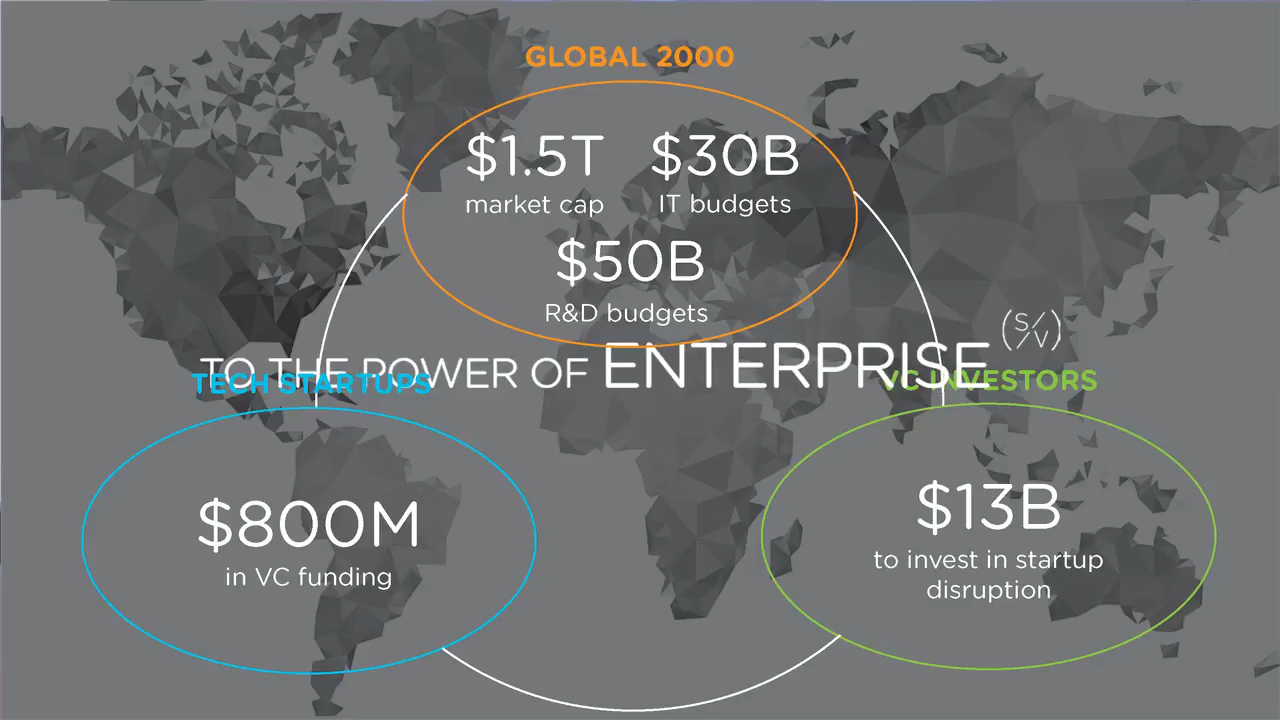 GLOBAL 2000
$1.5T $30B
market cap IT budgets
$50B
R&D budgets
(S/V)
TO THE POWER OF ENTERPRISE
TECH STARTUPS VC INVESTORS
$800M
in VC funding
$13B
to invest in startup
disruption